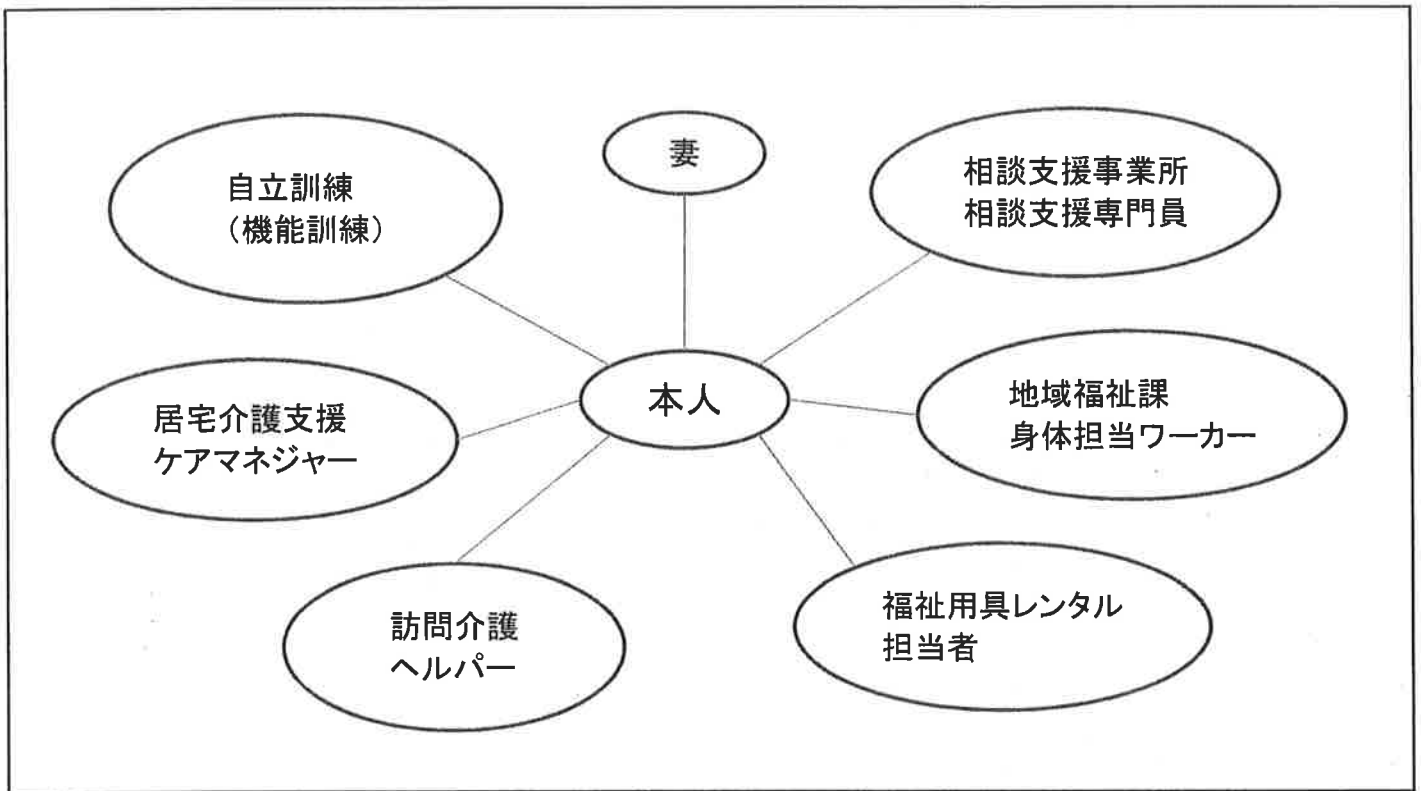 妻
自立訓練
(機能訓練)
相談支援事業所
相談支援専門員
本人
居宅介護支援
ケアマネジャー
地域福祉課
身体担当ワーカー
訪問介護
ヘルパー
福祉用具レンタル
担当者